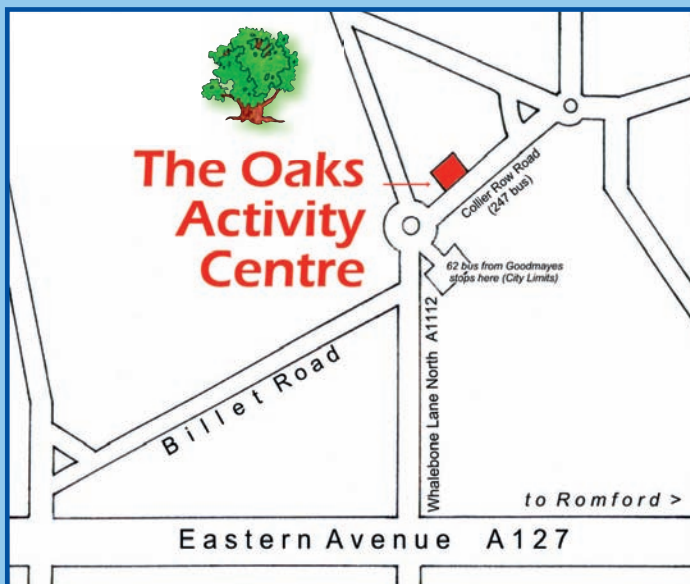 The Oaks
Activity
Centre
Collier Row Road
(247 bus)
62 bus from Goodmayes
stops here (City Limits)
Billet Road
Whalebone Lane North A1112
to Romford >
Eastern Avenue A127